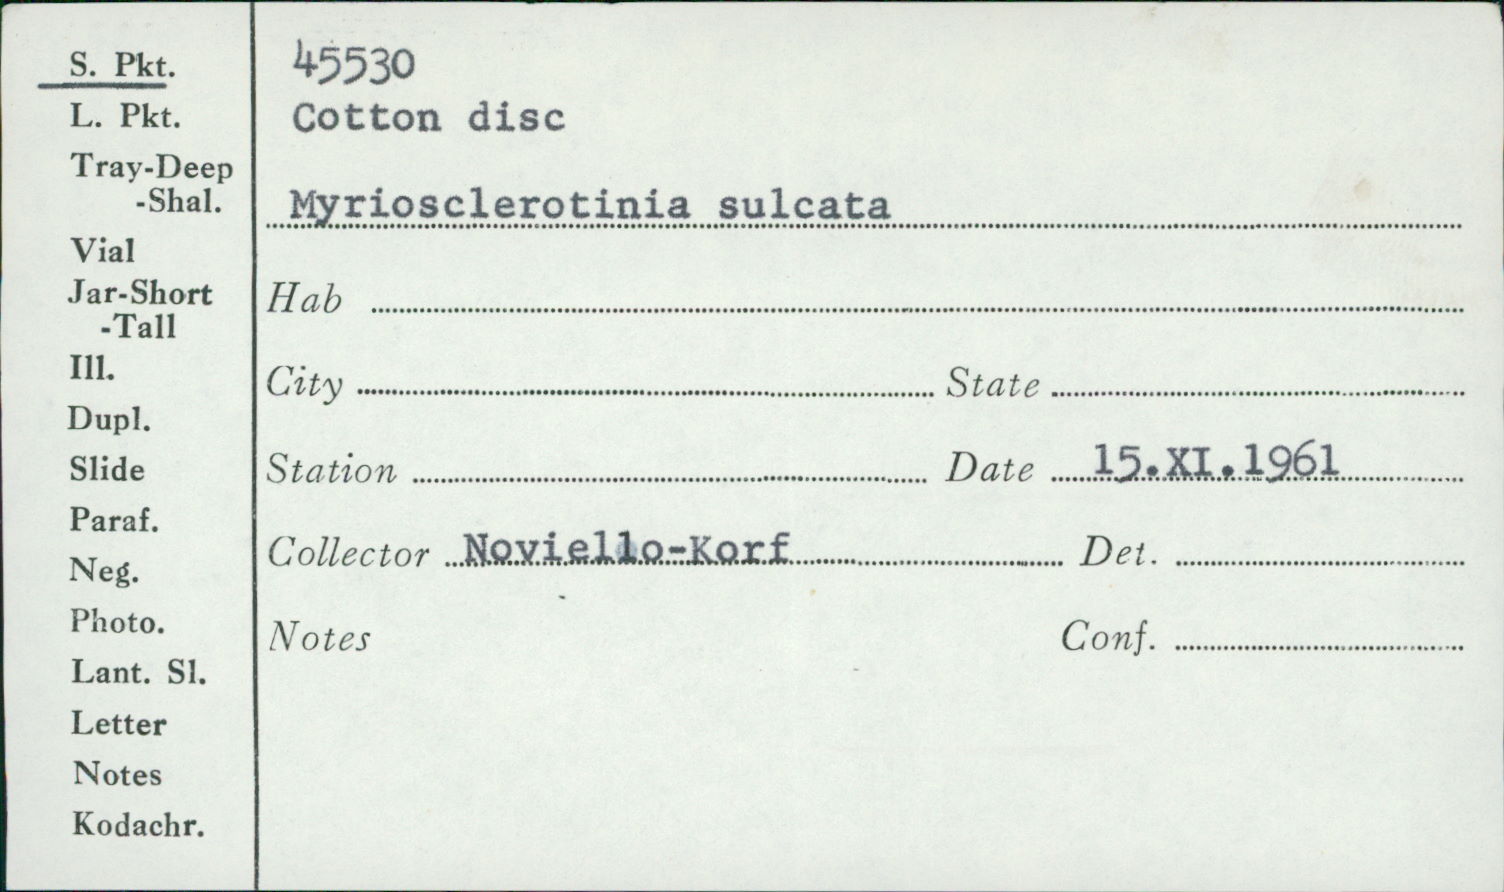 S. Pkt.
L. Pkt.
Tray-Deep
-Shal.
Vial
Jar-Short
-Tall
Ill.
Dupl.
Slide
Paraf.
Neg.
Photo.
Lant. Sl.
Letter
Notes
Kodachr.
45530
Cotton disc
Myriosclerotinia sulcata
Hab
City State
Station Date 15.XI.1961
Collector Noviello-Korf Det.
Notes Conf.